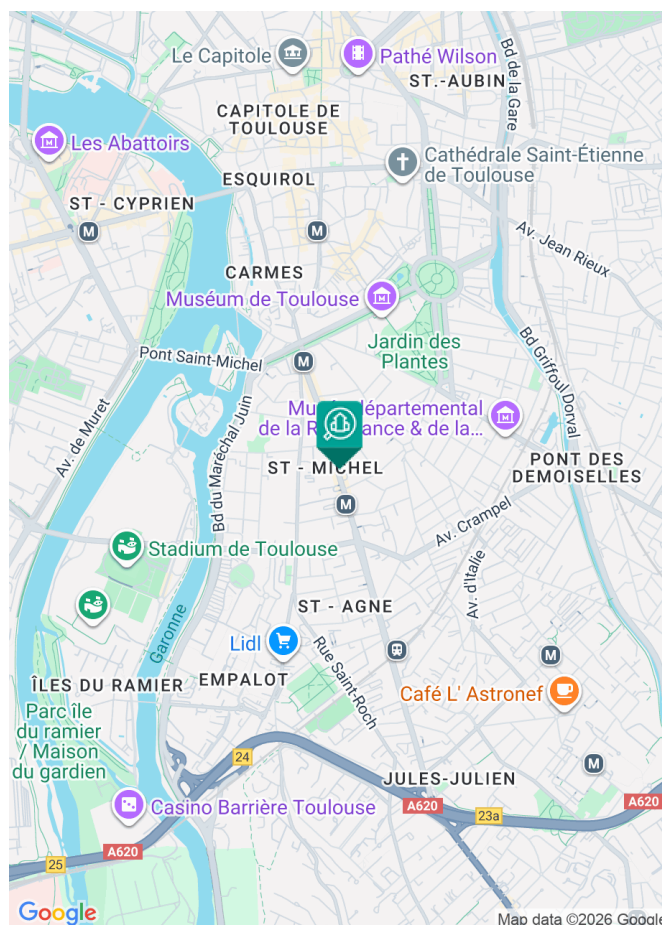 Le Capitole
Pathé Wilson
Bd de la Gare
ST.-AUBIN
CAPITOLE DE
TOULOUSE
Les Abattoirs
Cathédrale Saint-Étienne
de Toulouse
ESQUIROL
ST - CYPRIEN
M
M
Av. Jean Rieux
CARMES
Muséum de Toulouse
Jardin des
Plantes
Pont Saint-Michel
M
Bd Griffoul Dorval
Av. de Muret
Bd du Maréchal Juin
départemental
de la
& de la...
ST - MICHEL
PONT DES
DEMOISELLES
M
Av. Crampel
Stadium de Toulouse
Av. d'Italie
ST - AGNE
Garonne
Lidl
Rue Saint-Roch
M
EMPALOT
ÎLES DU RAMIER
Café L' Astronef
Parc île
du ramier
/ Maison
du gardien
24
M
JULES-JULIEN
Casino Barrière Toulouse
A620
A620
23a
A620
25
Google
Map data ©2026 Google